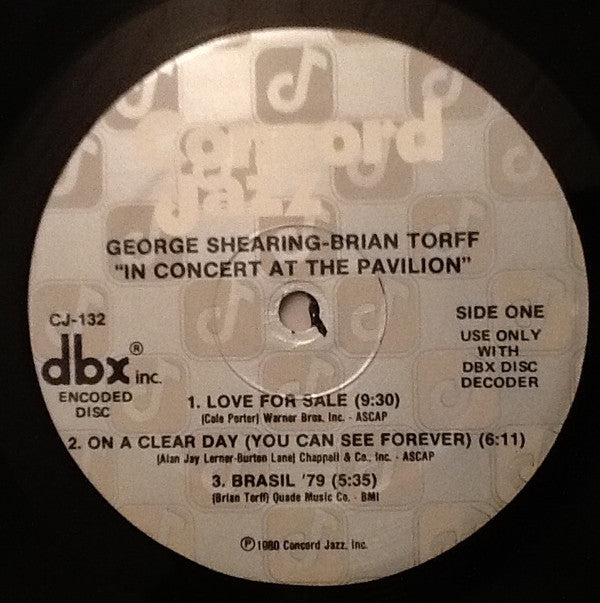 Concord
jazz
GEORGE SHEARING-BRIAN TORFF
"IN CONCERT AT THE PAVILION"
CJ-132
dbx® inc.
ENCODED
DISC
SIDE ONE
USE ONLY
WITH
DBX DISC
DECODER
1. LOVE FOR SALE (9:30)
(Cole Porter) Warner Bros. Inc. - ASCAP
2. ON A CLEAR DAY (YOU CAN SEE FOREVER) (6:11)
(Alan Jay Lerner-Burton Lane) Chappell & Co., Inc. - ASCAP
3. BRASIL '79 (5:35)
(Brian Torff) Quade Music Co. - BMI
℗ 1980 Concord Jazz, Inc.